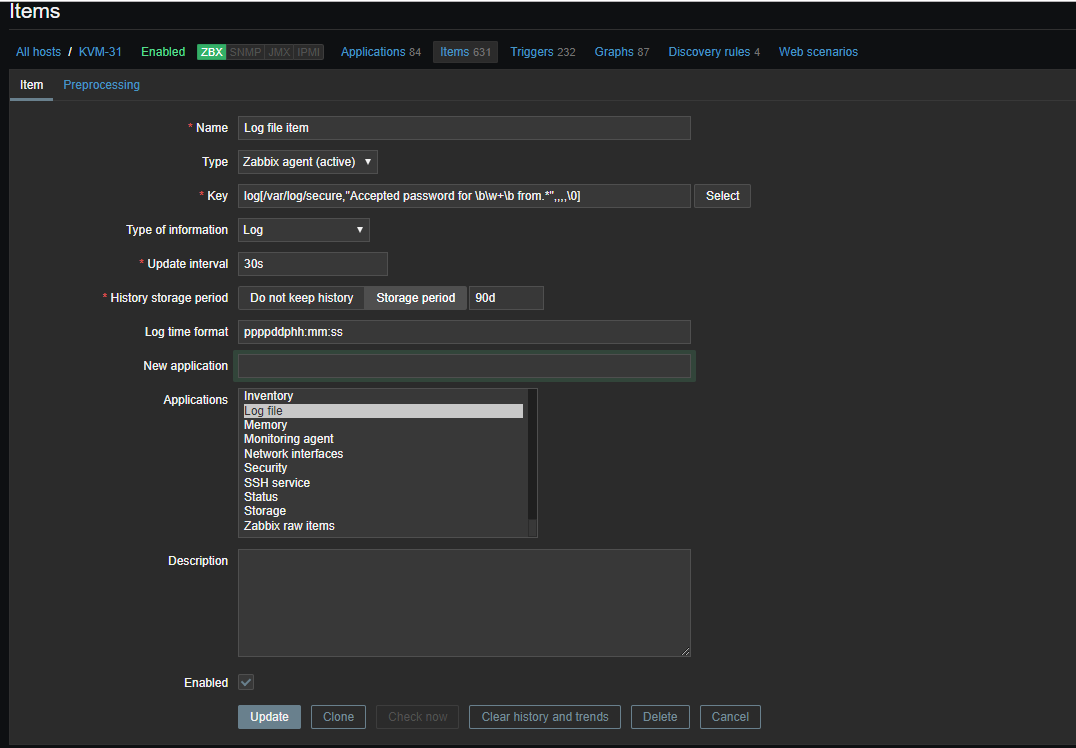 Items
All hosts / KVM-31 Enabled ZBX SNMP JMX IPMI Applications 84 Items 631 Triggers 232 Graphs 87 Discovery rules 4 Web scenarios
Item Preprocessing
* Name Log file item
Type Zabbix agent (active) ▼
* Key log[/var/log/secure,"Accepted password for \b\w+\b from.*",,,,\0] Select
Type of information Log ▼
* Update interval 30s
* History storage period Do not keep history Storage period 90d
Log time format ppppddphh:mm:ss
New application
Applications Inventory
Log file
Memory
Monitoring agent
Network interfaces
Security
SSH service
Status
Storage
Zabbix raw items
Description
Enabled
Update Clone Check now Clear history and trends Delete Cancel